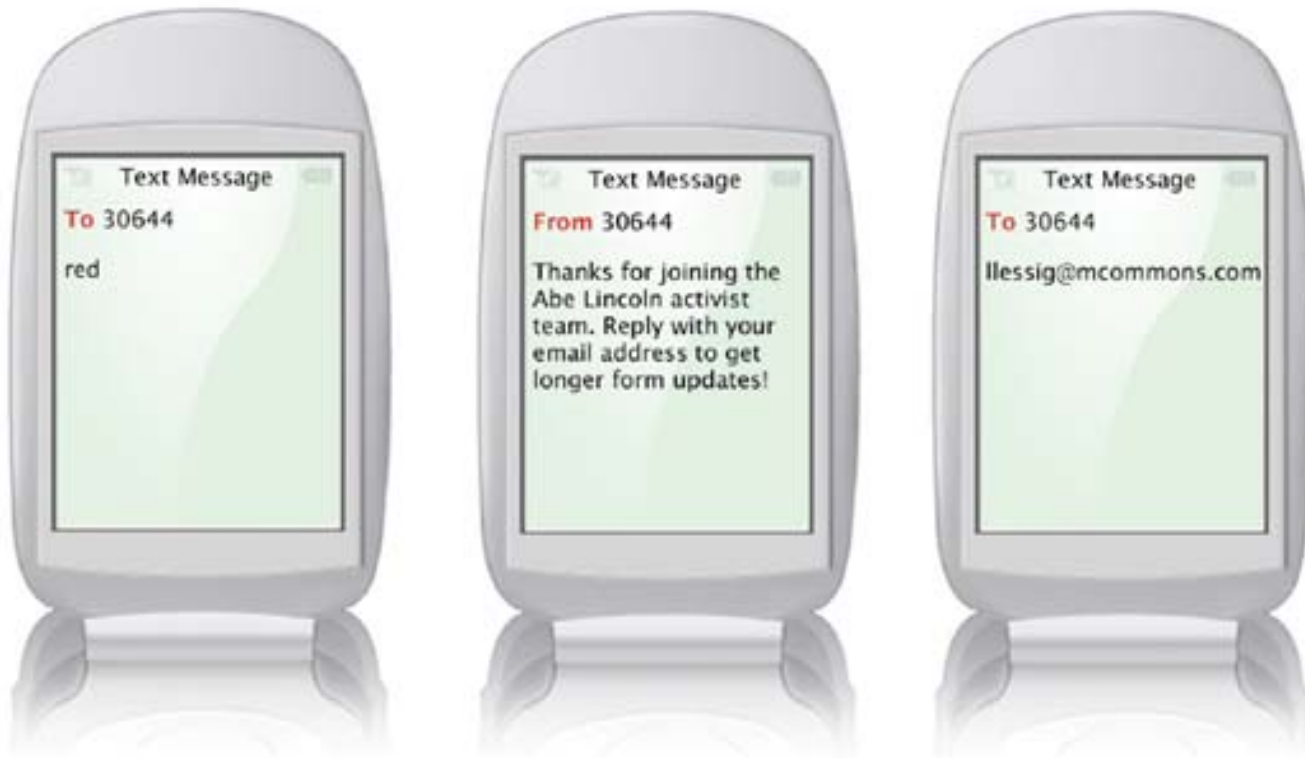 Text Message
To 30644
red
Text Message
From 30644
Thanks for joining the
Abe Lincoln activist
team. Reply with your
email address to get
longer form updates!
Text Message
To 30644
llessig@mcommons.com